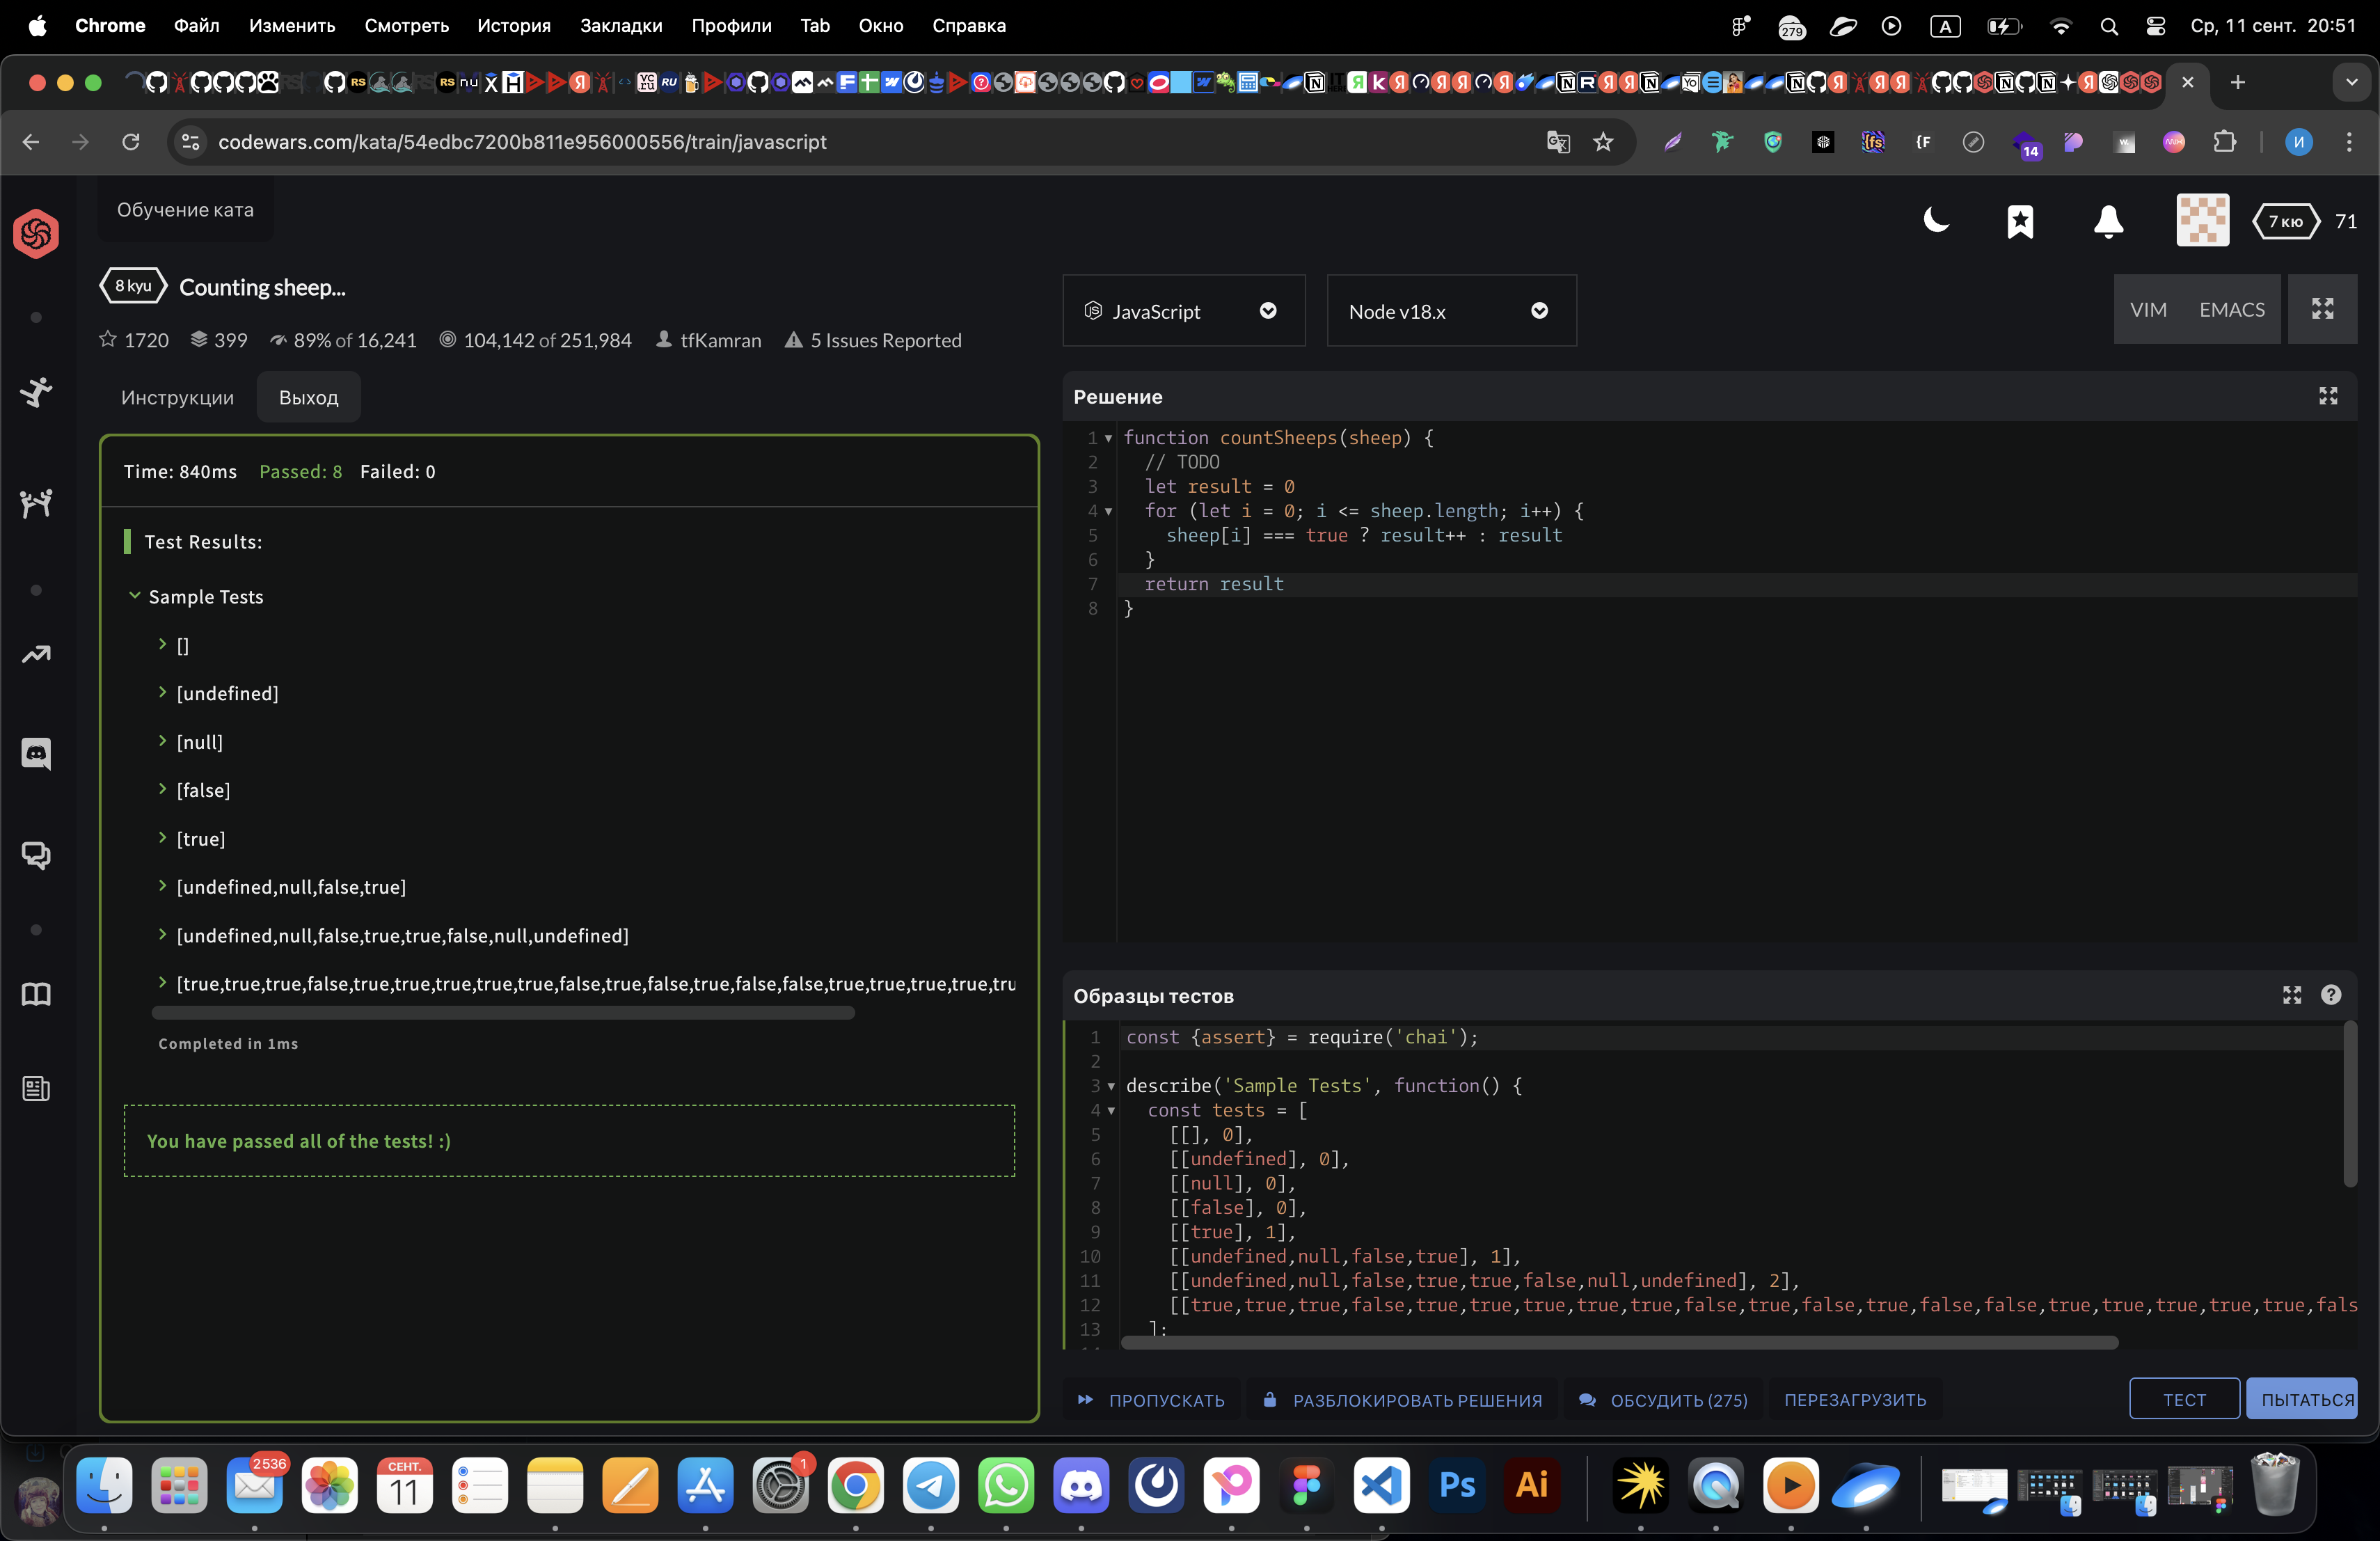 Chrome Файл Изменить Смотреть История Закладки Профили Tab Окно Справка
279 A Ср, 11 сент. 20:51
codewars.com/kata/54edbc7200b811e956000556/train/javascript
14 И
Обучение ката
7 кю 71
8 kyu Counting sheep...
1720 399 89% of 16,241 104,142 of 251,984 tfKamran 5 Issues Reported
JavaScript Node v18.x VIM EMACS
Инструкции Выход
Time: 840ms Passed: 8 Failed: 0
Test Results:
Sample Tests
[]
[undefined]
[null]
[false]
[true]
[undefined,null,false,true]
[undefined,null,false,true,true,false,null,undefined]
[true,true,true,false,true,true,true,true,true,false,true,false,true,false,false,true,true,true,true,tru
Completed in 1ms
You have passed all of the tests! :)
Решение
1 function countSheeps(sheep) {
2 // TODO
3 let result = 0
4 for (let i = 0; i <= sheep.length; i++) {
5 sheep[i] === true ? result++ : result
6 }
7 return result
8 }
Образцы тестов
1 const {assert} = require('chai');
2
3 describe('Sample Tests', function() {
4 const tests = [
5 [[], 0],
6 [[undefined], 0],
7 [[null], 0],
8 [[false], 0],
9 [[true], 1],
10 [[undefined,null,false,true], 1],
11 [[undefined,null,false,true,true,false,null,undefined], 2],
12 [[true,true,true,false,true,true,true,true,true,false,true,false,true,false,false,true,true,true,true,true,fals
13 ];
ПРОПУСКАТЬ РАЗБЛОКИРОВАТЬ РЕШЕНИЯ ОБСУДИТЬ (275) ПЕРЕЗАГРУЗИТЬ ТЕСТ ПЫТАТЬСЯ
2536 СЕНТ. 11 1 Ps Ai